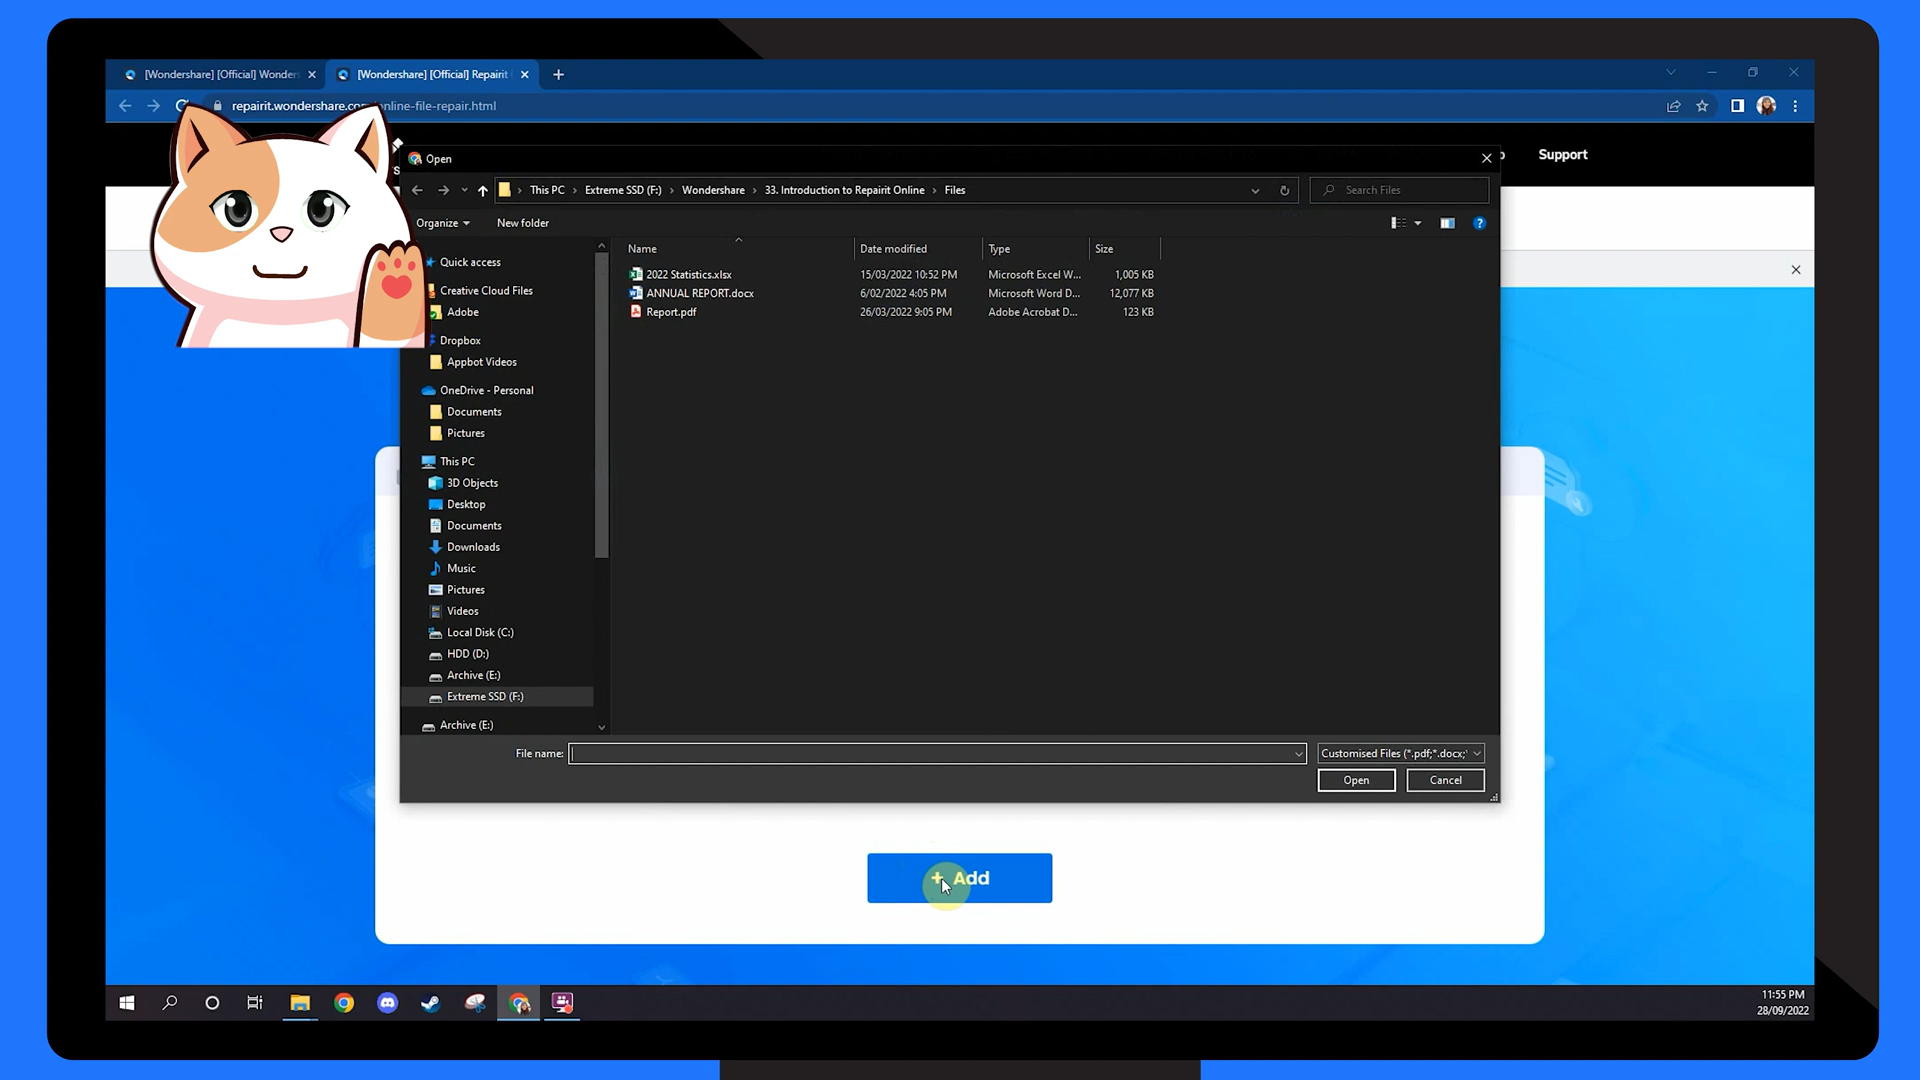 [Wondershare] [Official] Wonders
[Wondershare] [Official] Repairit
repairit.wondershare.co nline-file-repair.html
Support
Open
This PC > Extreme SSD (F:) > Wondershare > 33. Introduction to Repairit Online > Files
Search Files
Organize
New folder
Name Date modified Type Size
2022 Statistics.xlsx 15/03/2022 10:52 PM Microsoft Excel W... 1,005 KB
ANNUAL REPORT.docx 6/02/2022 4:05 PM Microsoft Word D... 12,077 KB
Report.pdf 26/03/2022 9:05 PM Adobe Acrobat D... 123 KB
Quick access
Creative Cloud Files
Adobe
Dropbox
Appbot Videos
OneDrive - Personal
Documents
Pictures
This PC
3D Objects
Desktop
Documents
Downloads
Music
Pictures
Videos
Local Disk (C:)
HDD (D:)
Archive (E:)
Extreme SSD (F:)
Archive (E:)
File name:
Customised Files (*.pdf;*.docx;*
Open
Cancel
+ Add
11:55 PM
28/09/2022